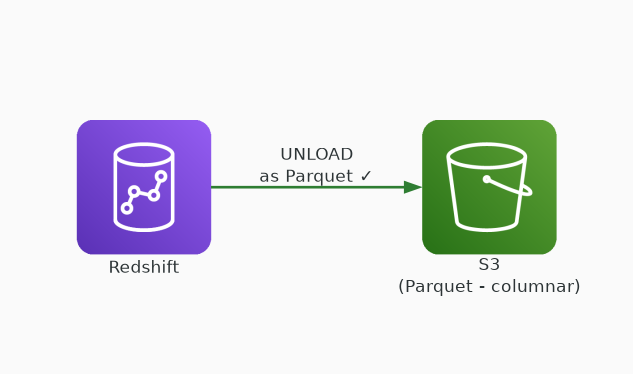 UNLOAD
as Parquet ✓
Redshift
S3
(Parquet - columnar)